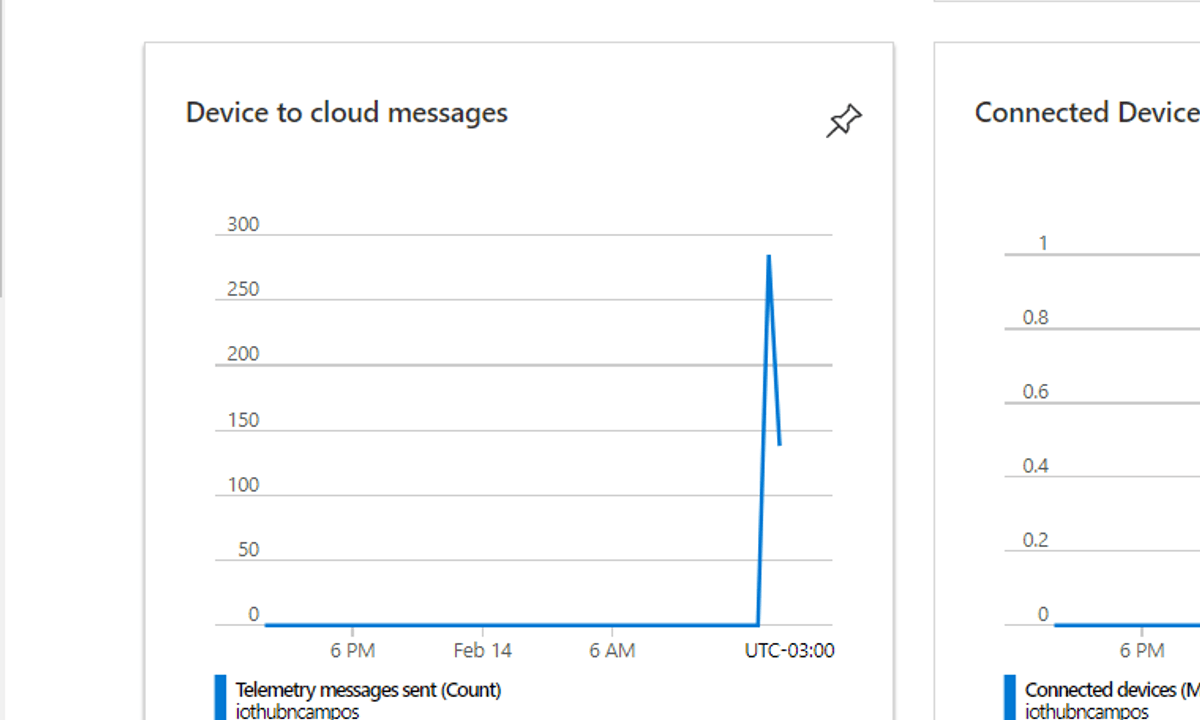 Device to cloud messages
300
250
200
150
100
50
0
6 PM
Feb 14
6 AM
UTC-03:00
Telemetry messages sent (Count)
iothubncampos
Connected Device
1
0.8
0.6
0.4
0.2
0
6 PM
Connected devices (M
iothubncampos